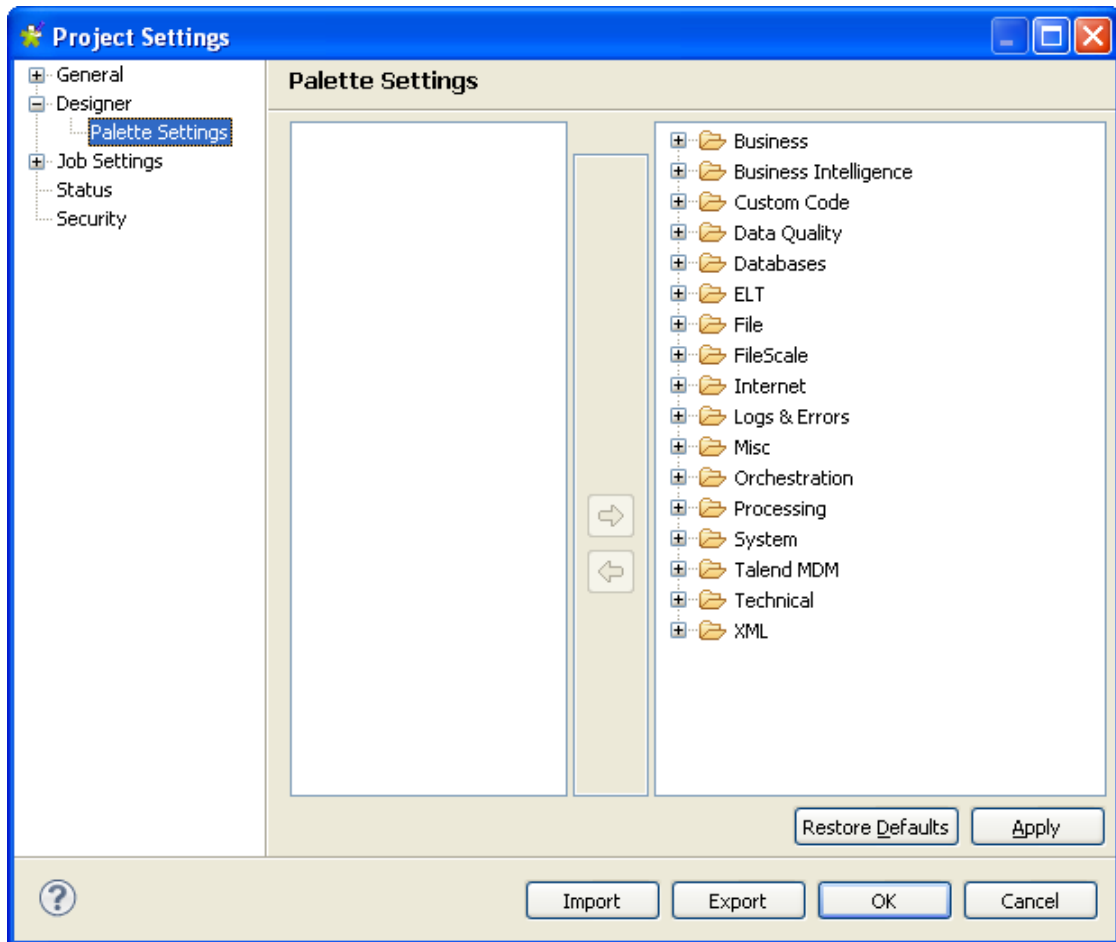 Project Settings
General
Designer
Palette Settings
Job Settings
Status
Security
Palette Settings
Business
Business Intelligence
Custom Code
Data Quality
Databases
ELT
File
FileScale
Internet
Logs & Errors
Misc
Orchestration
Processing
System
Talend MDM
Technical
XML
Restore Defaults
Apply
?
Import
Export
OK
Cancel